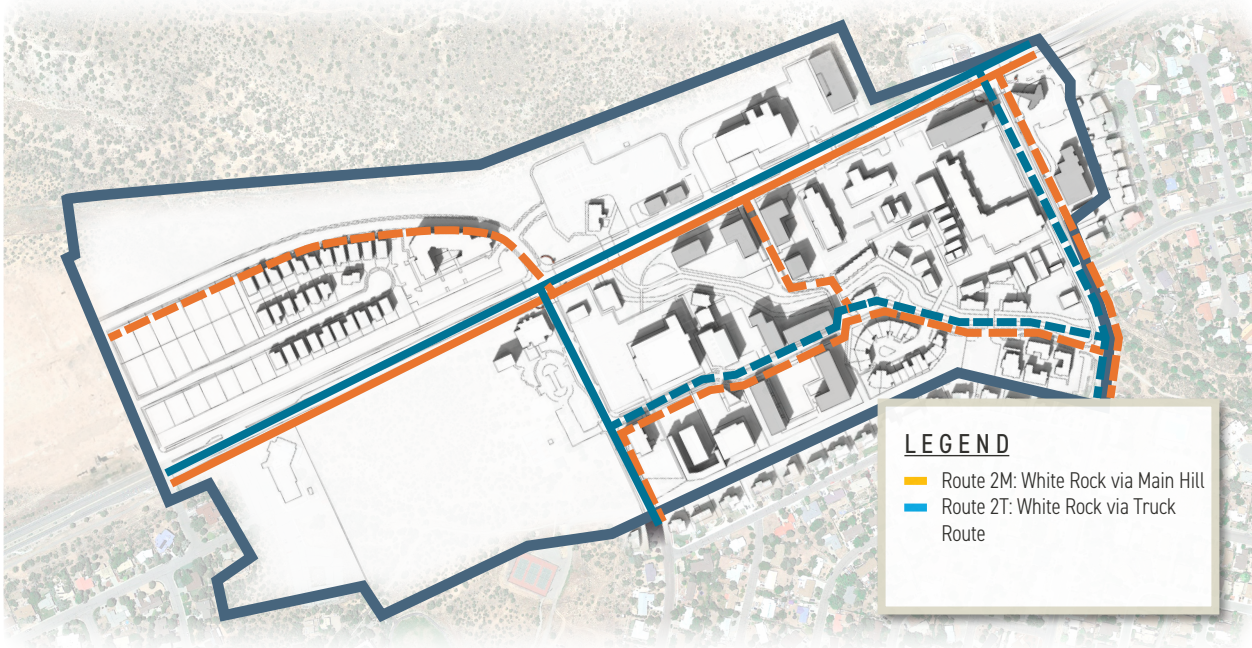 LEGEND
Route 2M: White Rock via Main Hill
Route 2T: White Rock via Truck
Route